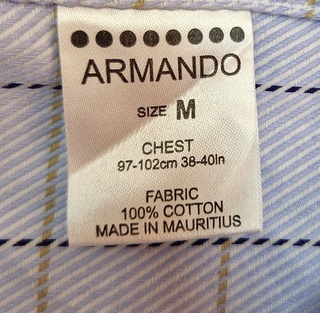 ARMANDO
SIZE M
CHEST
97-102cm 38-40In
FABRIC
100% COTTON
MADE IN MAURITIUS